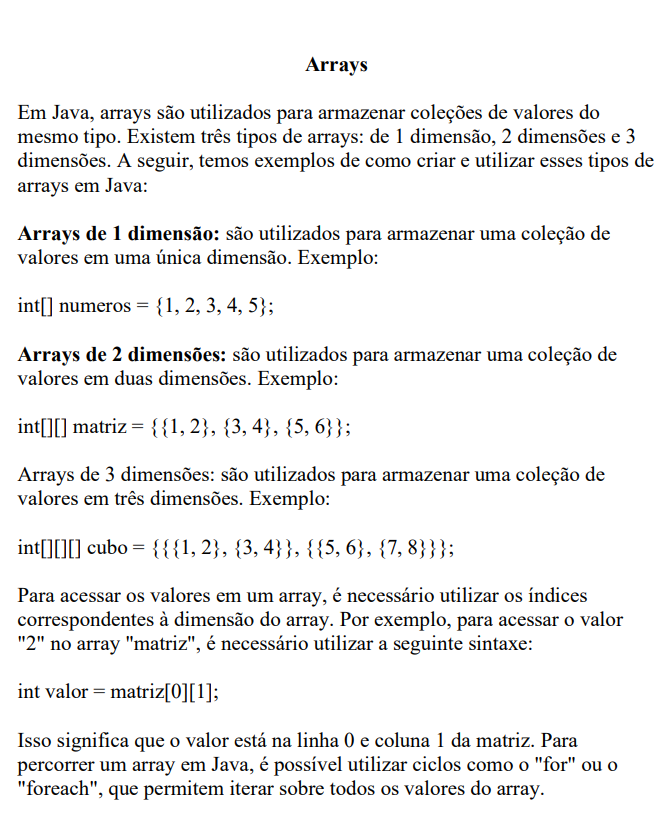 Arrays
Em Java, arrays são utilizados para armazenar coleções de valores do
mesmo tipo. Existem três tipos de arrays: de 1 dimensão, 2 dimensões e 3
dimensões. A seguir, temos exemplos de como criar e utilizar esses tipos de
arrays em Java:
Arrays de 1 dimensão: são utilizados para armazenar uma coleção de
valores em uma única dimensão. Exemplo:
int[] numeros = {1, 2, 3, 4, 5};
Arrays de 2 dimensões: são utilizados para armazenar uma coleção de
valores em duas dimensões. Exemplo:
int[][] matriz = {{1, 2}, {3, 4}, {5, 6}};
Arrays de 3 dimensões: são utilizados para armazenar uma coleção de
valores em três dimensões. Exemplo:
int[][][] cubo = {{{1, 2}, {3, 4}}, {{5, 6}, {7, 8}}};
Para acessar os valores em um array, é necessário utilizar os índices
correspondentes à dimensão do array. Por exemplo, para acessar o valor
"2" no array "matriz", é necessário utilizar a seguinte sintaxe:
int valor = matriz[0][1];
Isso significa que o valor está na linha 0 e coluna 1 da matriz. Para
percorrer um array em Java, é possível utilizar ciclos como o "for" ou o
"foreach", que permitem iterar sobre todos os valores do array.